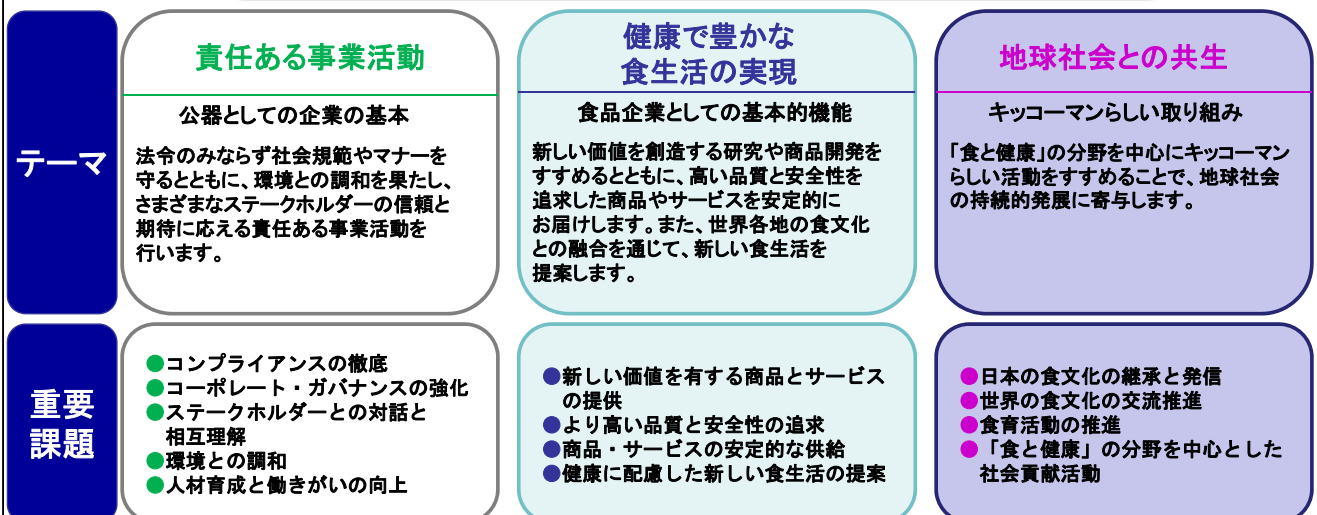 テーマ
責任ある事業活動
公器としての企業の基本
法令のみならず社会規範やマナーを
守るとともに、環境との調和を果たし、
さまざまなステークホルダーの信頼と
期待に応える責任ある事業活動を
行います。
健康で豊かな
食生活の実現
食品企業としての基本的機能
新しい価値を創造する研究や商品開発を
すすめるとともに、高い品質と安全性を
追求した商品やサービスを安定的に
お届けします。また、世界各地の食文化
との融合を通じて、新しい食生活を
提案します。
地球社会との共生
キッコーマンらしい取り組み
「食と健康」の分野を中心にキッコーマン
らしい活動をすすめることで、地球社会
の持続的発展に寄与します。
重要
課題
●コンプライアンスの徹底
●コーポレート・ガバナンスの強化
●ステークホルダーとの対話と
相互理解
●環境との調和
●人材育成と働きがいの向上
●新しい価値を有する商品とサービス
の提供
●より高い品質と安全性の追求
●商品・サービスの安定的な供給
●健康に配慮した新しい食生活の提案
●日本の食文化の継承と発信
●世界の食文化の交流推進
●食育活動の推進
●「食と健康」の分野を中心とした
社会貢献活動